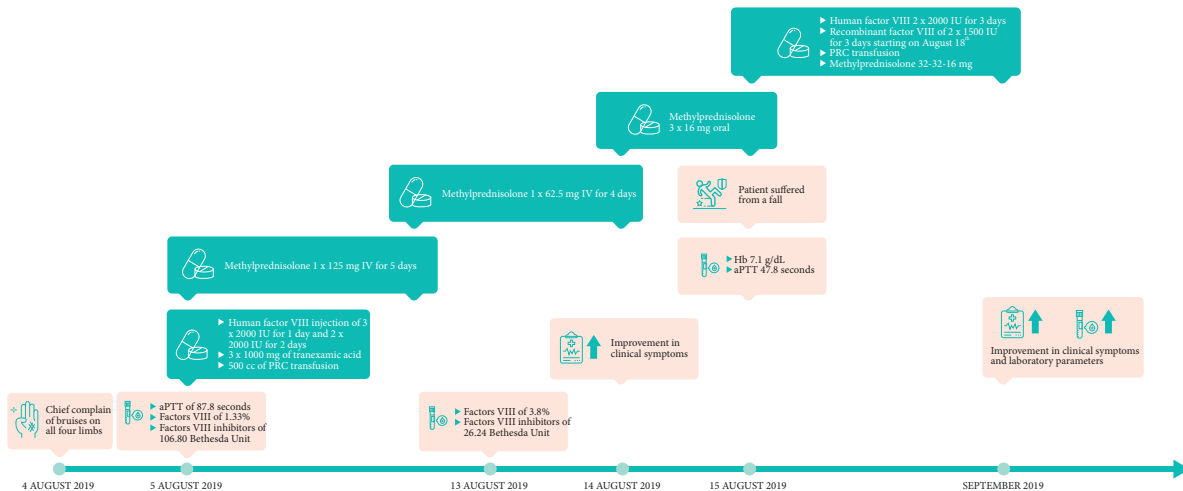 ▶ Human factor VIII 2 x 2000 IU for 3 days
▶ Recombinant factor VIII of 2 x 1500 IU
for 3 days starting on August 18th
▶ PRC transfusion
▶ Methylprednisolone 32-32-16 mg
Methylprednisolone
3 x 16 mg oral
Methylprednisolone 1 x 62.5 mg IV for 4 days
Patient suffered
from a fall
Methylprednisolone 1 x 125 mg IV for 5 days
▶ Hb 7.1 g/dL
▶ aPTT 47.8 seconds
▶ Human factor VIII injection of 3
x 2000 IU for 1 day and 2 x
2000 IU for 2 days
▶ 3 x 1000 mg of tranexamic acid
▶ 500 cc of PRC transfusion
Improvement in
clinical symptoms
Improvement in clinical symptoms
and laboratory parameters
Chief complain
of bruises on
all four limbs
▶ aPTT of 87.8 seconds
▶ Factors VIII of 1.33%
▶ Factors VIII inhibitors of
106.80 Bethesda Unit
▶ Factors VIII of 3.8%
▶ Factors VIII inhibitors of
26.24 Bethesda Unit
4 AUGUST 2019
5 AUGUST 2019
13 AUGUST 2019
14 AUGUST 2019
15 AUGUST 2019
SEPTEMBER 2019